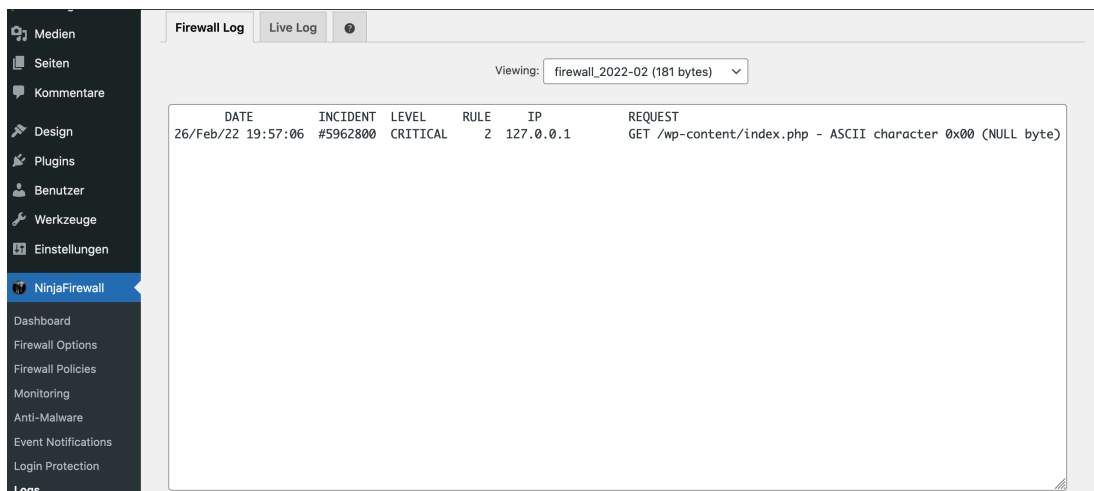 Medien
Seiten
Kommentare
Design
Plugins
Benutzer
Werkzeuge
Einstellungen
NinjaFirewall
Dashboard
Firewall Options
Firewall Policies
Monitoring
Anti-Malware
Event Notifications
Login Protection
Logs
Firewall Log Live Log ?
Viewing: firewall_2022-02 (181 bytes)
DATE INCIDENT LEVEL RULE IP REQUEST
26/Feb/22 19:57:06 #5962800 CRITICAL 2 127.0.0.1 GET /wp-content/index.php - ASCII character 0x00 (NULL byte)